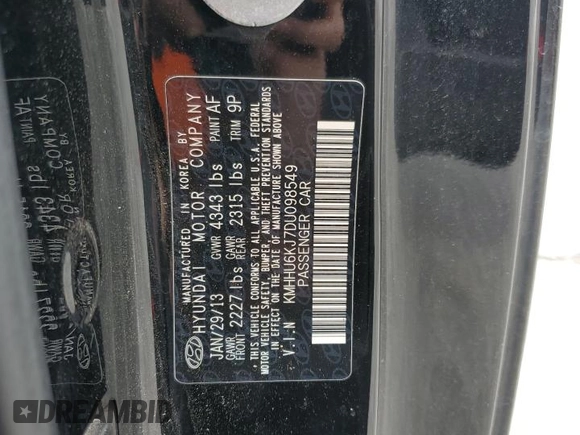 MANUFACTURED IN KOREA BY
HYUNDAI MOTOR COMPANY
JAN/29/13 GVWR 4343 lbs PAINT AF
GAWR FRONT 2227 lbs GAWR REAR 2315 lbs TRIM 9P
THIS VEHICLE CONFORMS TO ALL APPLICABLE U.S.A. FEDERAL
MOTOR VEHICLE SAFETY, BUMPER, AND THEFT PREVENTION STANDARDS
IN EFFECT ON THE DATE OF MANUFACTURE SHOWN ABOVE
V.I.N KMHHU6KJ7DU098549
PASSENGER CAR
DREAMBID